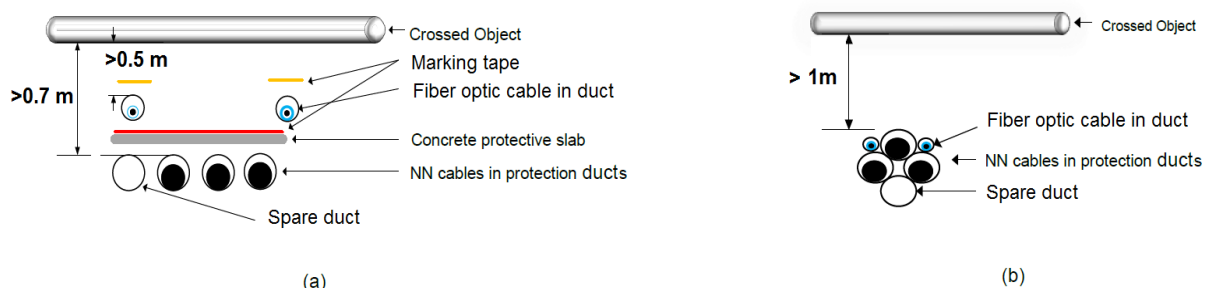 Crossed Object
>0.5 m
Marking tape
>0.7 m
Fiber optic cable in duct
Concrete protective slab
NN cables in protection ducts
Spare duct
(a)
Crossed Object
> 1m
Fiber optic cable in duct
NN cables in protection ducts
Spare duct
(b)